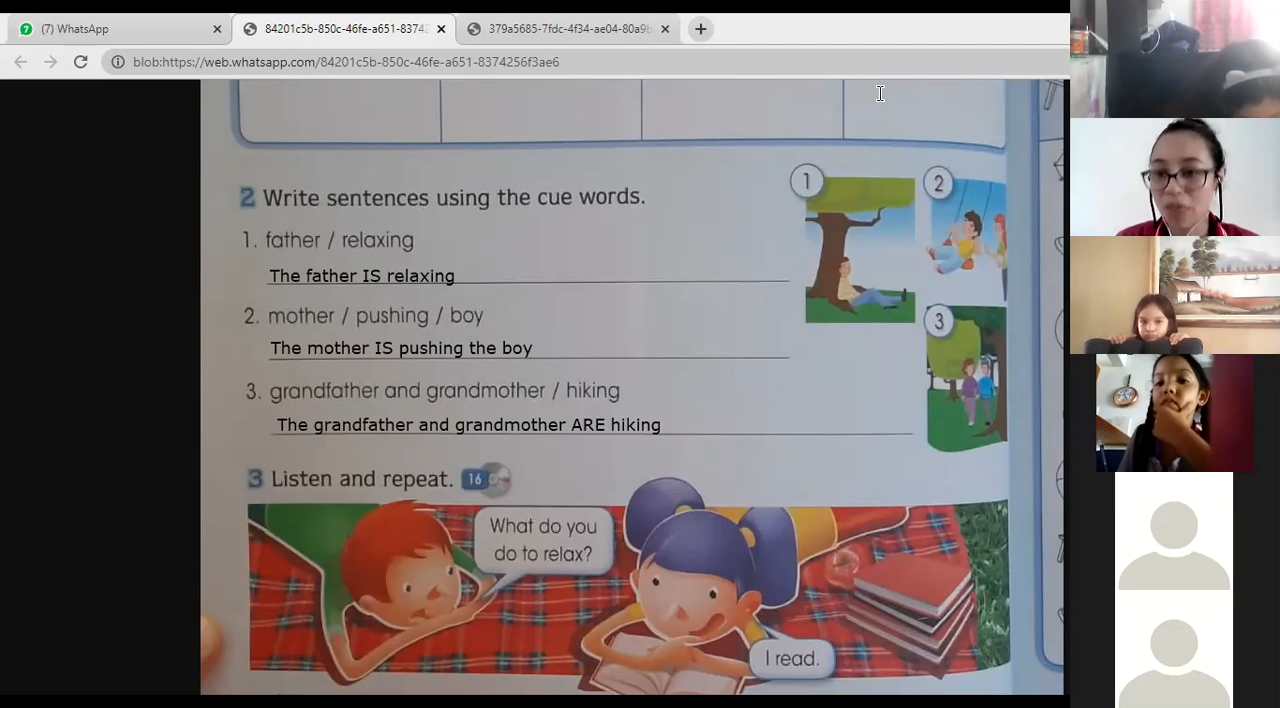 (7) WhatsApp
84201c5b-850c-46fe-a651-83742
379a5685-7fdc-4f34-ae04-80a9b
blob:https://web.whatsapp.com/84201c5b-850c-46fe-a651-8374256f3ae6
2 Write sentences using the cue words.
1. father / relaxing
The father IS relaxing
2. mother / pushing / boy
The mother IS pushing the boy
3. grandfather and grandmother / hiking
The grandfather and grandmother ARE hiking
1
2
3
3 Listen and repeat. 16
What do you
do to relax?
I read.